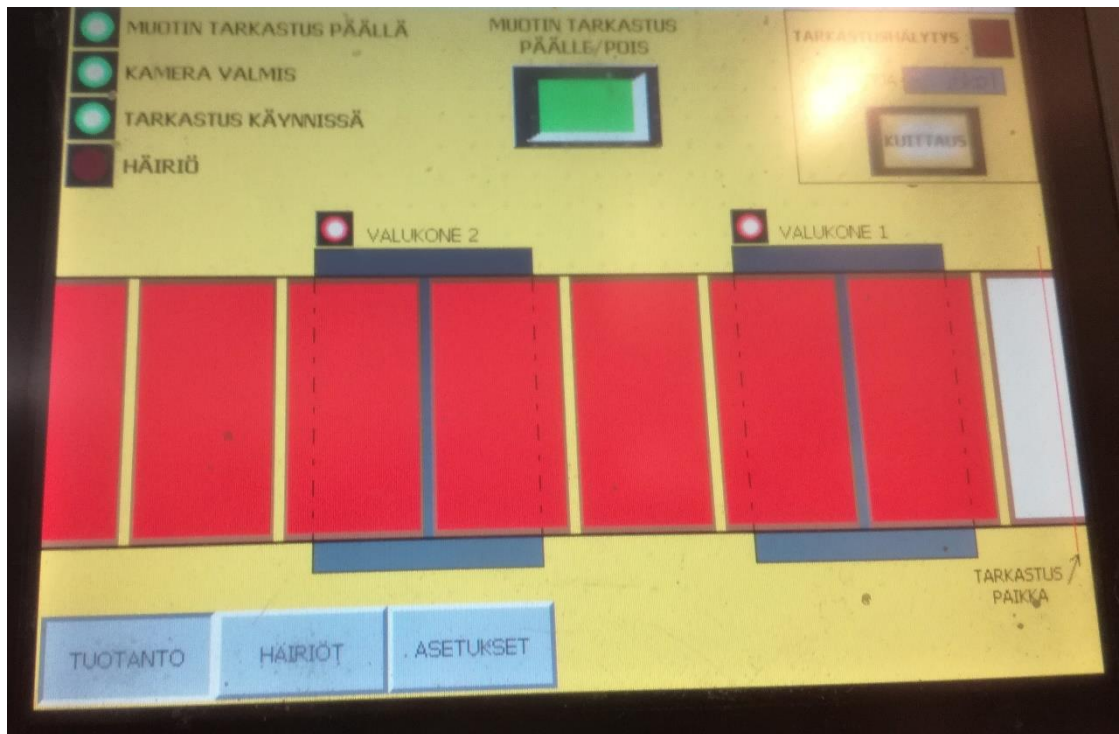 MUOTIN TARKASTUS PÄÄLLÄ
KAMERA VALMIS
TARKASTUS KÄYNNISSÄ
HÄIRIÖ
MUOTIN TARKASTUS
PÄÄLLE/POIS
TARKASTUSHÄLYTYS
KUITTAUS
VALUKONE 2
VALUKONE 1
TARKASTUS
PAIKKA
TUOTANTO
HÄIRIÖT
ASETUKSET